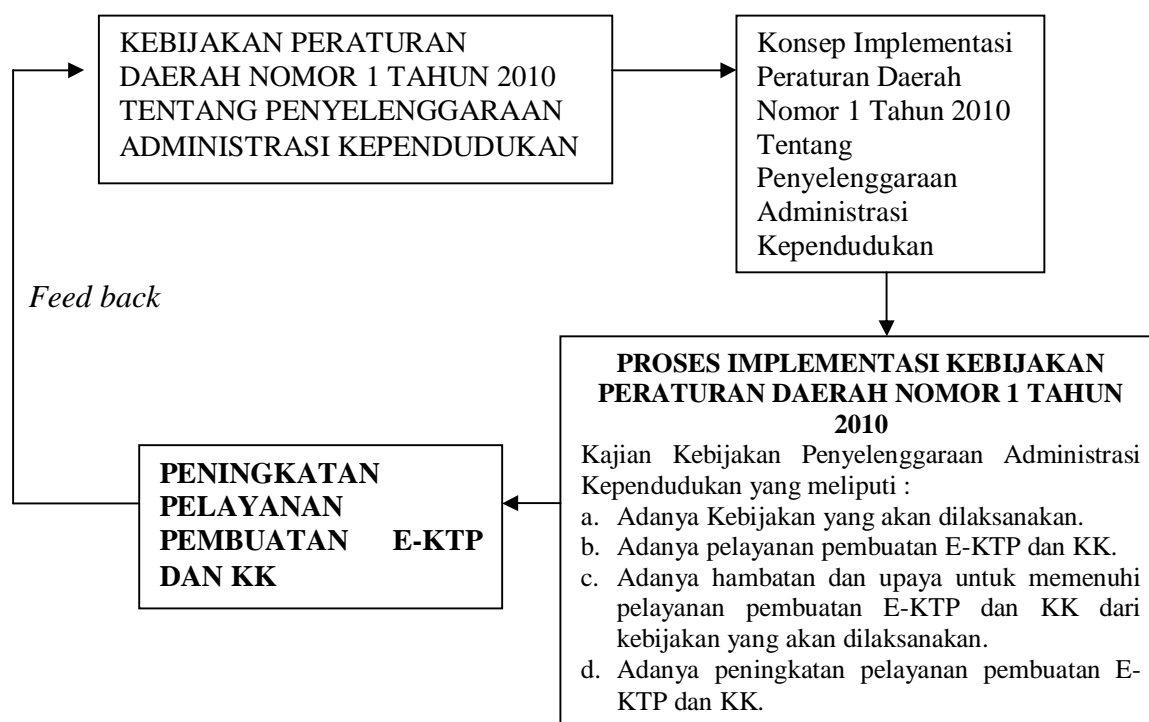 KEBIJAKAN PERATURAN
DAERAH NOMOR 1 TAHUN 2010
TENTANG PENYELENGGARAAN
ADMINISTRASI KEPENDUDUKAN
Konsep Implementasi
Peraturan Daerah
Nomor 1 Tahun 2010
Tentang
Penyelenggaraan
Administrasi
Kependudukan
Feed back
PROSES IMPLEMENTASI KEBIJAKAN
PERATURAN DAERAH NOMOR 1 TAHUN
2010
Kajian Kebijakan Penyelenggaraan Administrasi
Kependudukan yang meliputi :
a. Adanya Kebijakan yang akan dilaksanakan.
b. Adanya pelayanan pembuatan E-KTP dan KK.
c. Adanya hambatan dan upaya untuk memenuhi
pelayanan pembuatan E-KTP dan KK dari
kebijakan yang akan dilaksanakan.
d. Adanya peningkatan pelayanan pembuatan E-
KTP dan KK.
PENINGKATAN
PELAYANAN
PEMBUATAN E-KTP
DAN KK